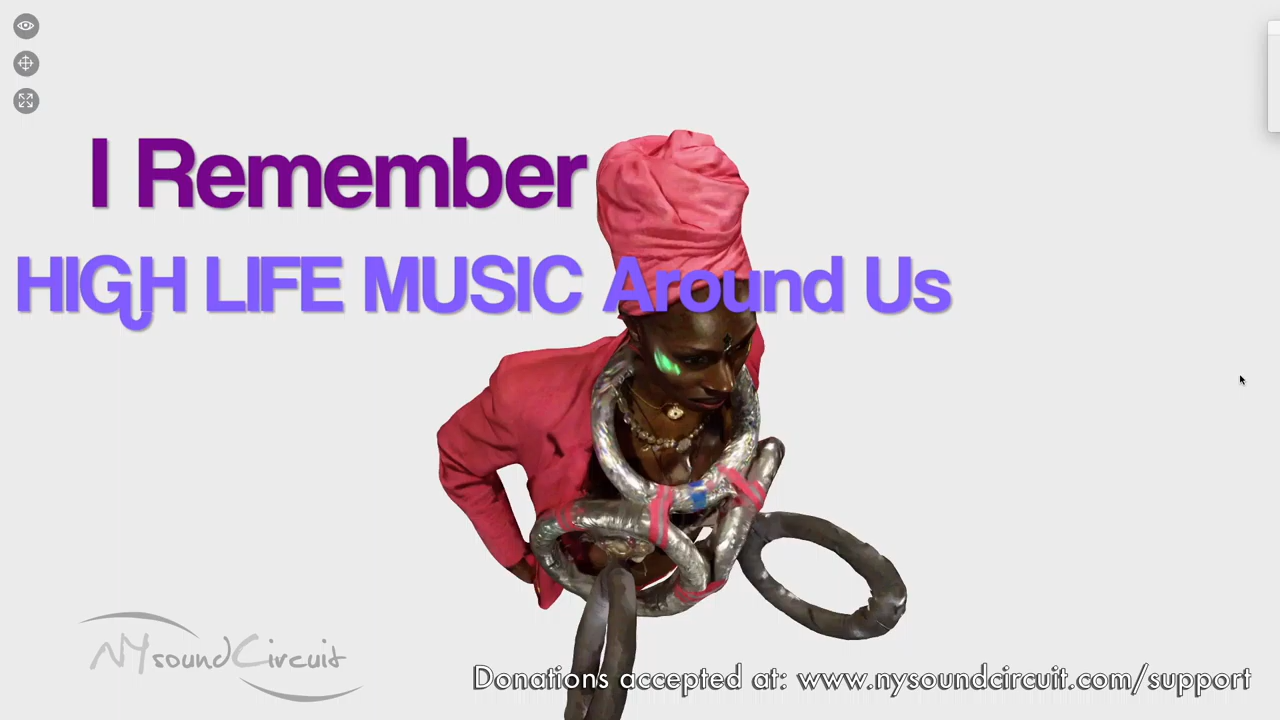 I Remember
HIGH LIFE MUSIC Around Us
NYsoundCircuit
Donations accepted at: www.nysoundcircuit.com/support